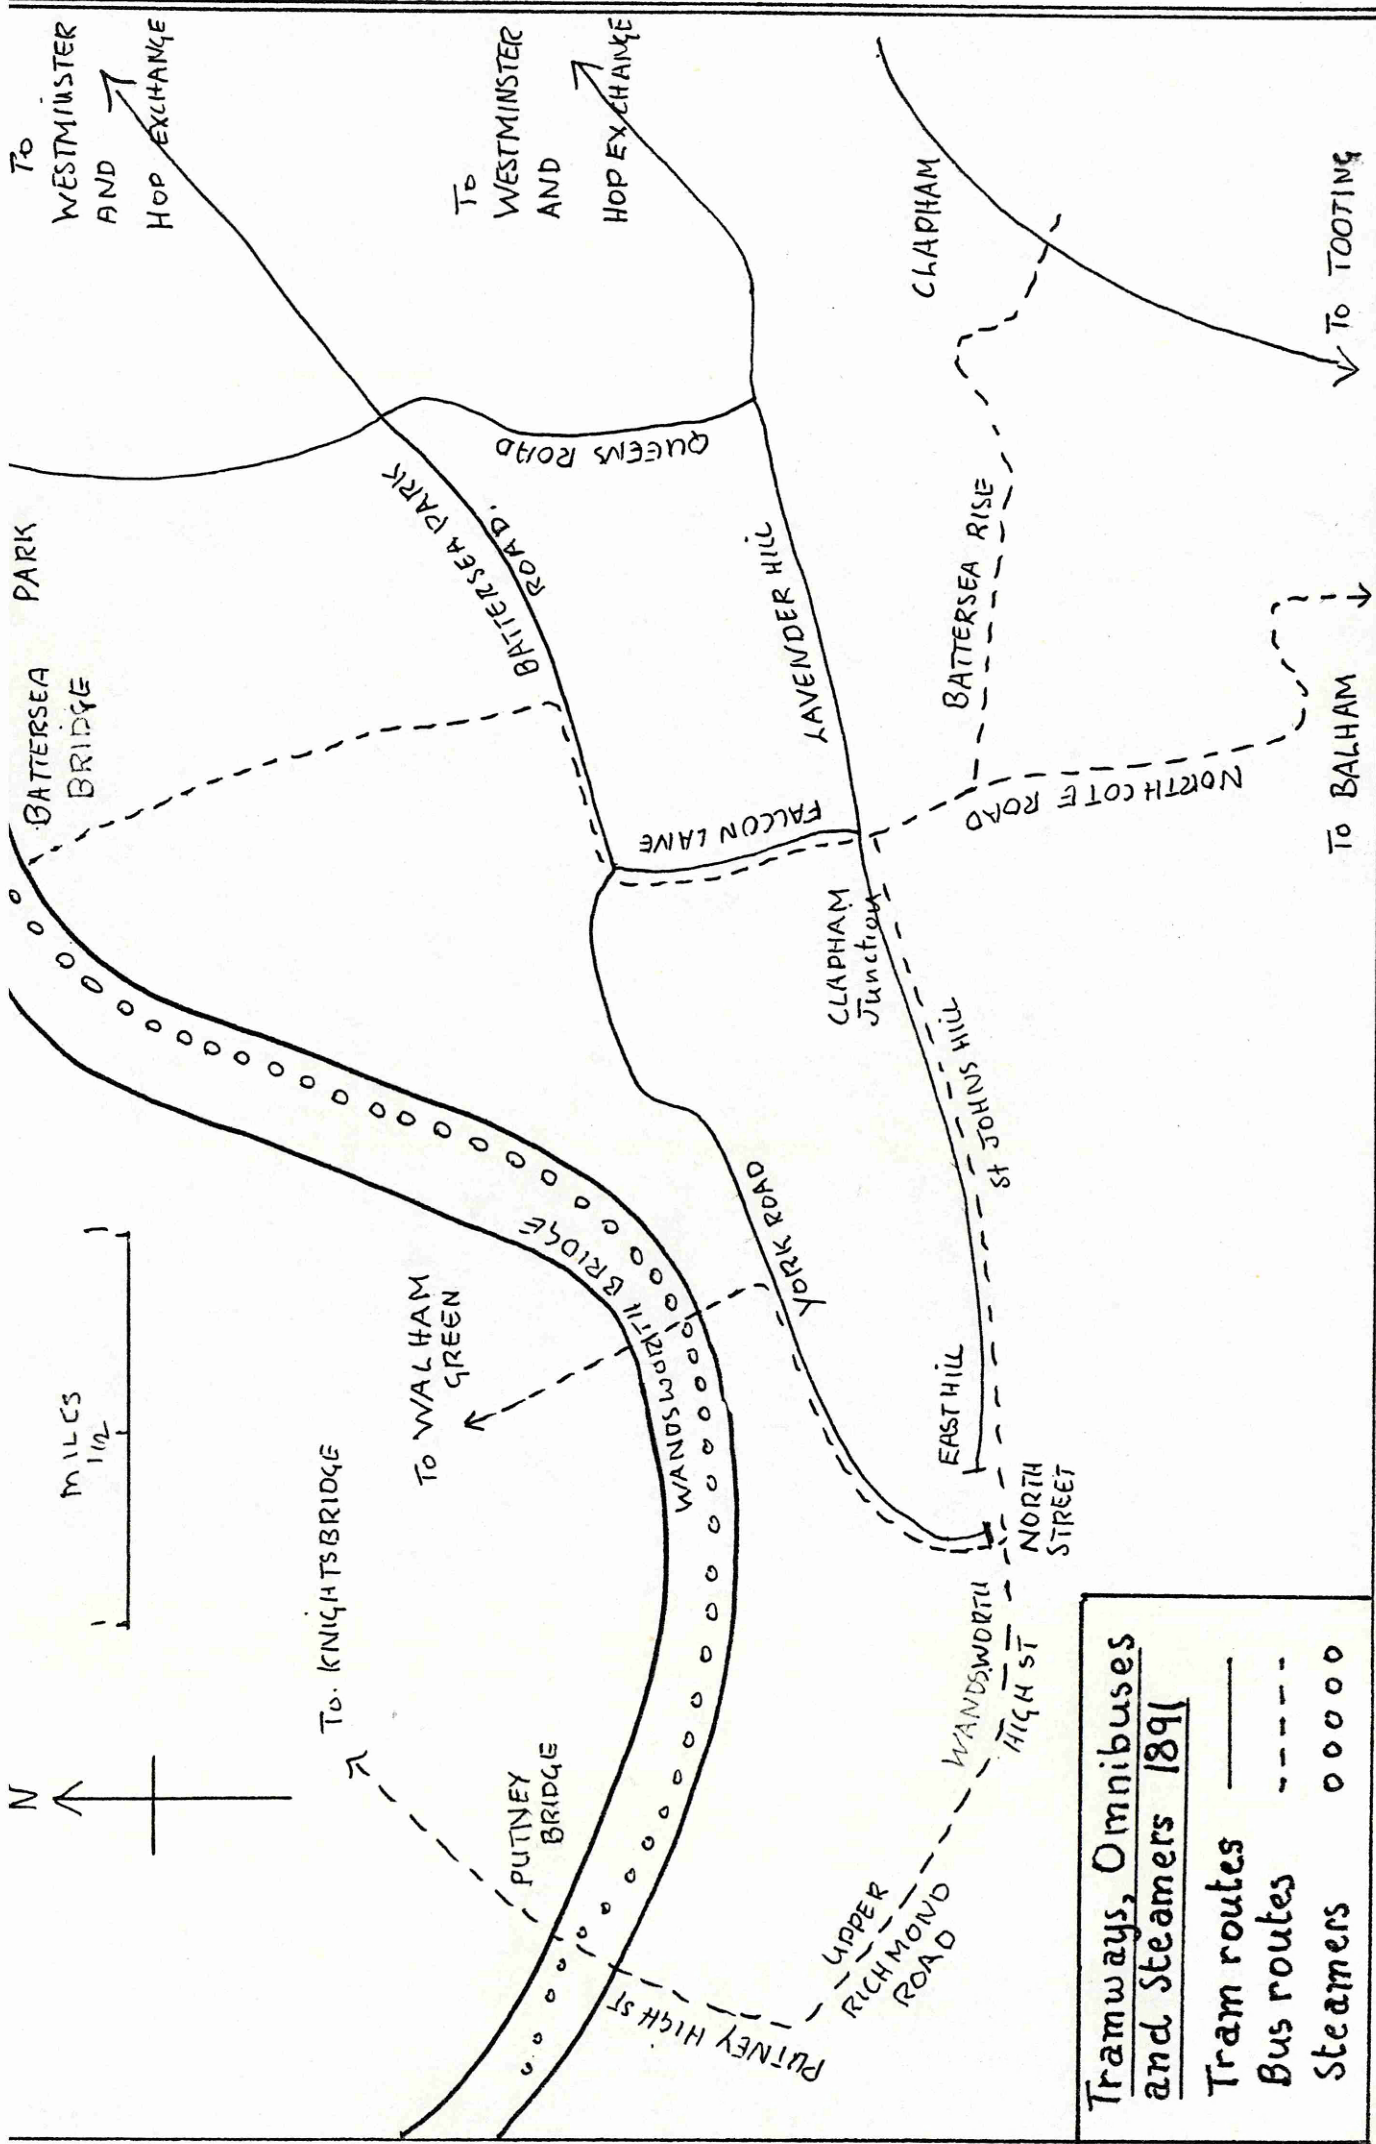 N
MILES
1
1/2
1
To
WESTMINSTER
AND
HOP EXCHANGE
To
WESTMINSTER
AND
HOP EXCHANGE
BATTERSEA PARK
BATTERSEA
BRIDGE
To. KNIGHTSBRIDGE
To WALHAM
GREEN
PUTNEY
BRIDGE
WANDSWORTH BRIDGE
BATTERSEA PARK
ROAD.
QUEENS ROAD
FALCON LANE
LAVENDER HILL
CLAPHAM
CLAPHAM
Junction
YORK ROAD
BATTERSEA RISE
NORTHCOTE ROAD
St JOHNS HILL
EAST HILL
NORTH
STREET
WANDSWORTH
HIGH ST
UPPER
RICHMOND
ROAD
PUTNEY HIGH ST
To BALHAM
To TOOTING
Tramways, Omnibuses
and Steamers 1891
Tram routes
Bus routes
Steamers